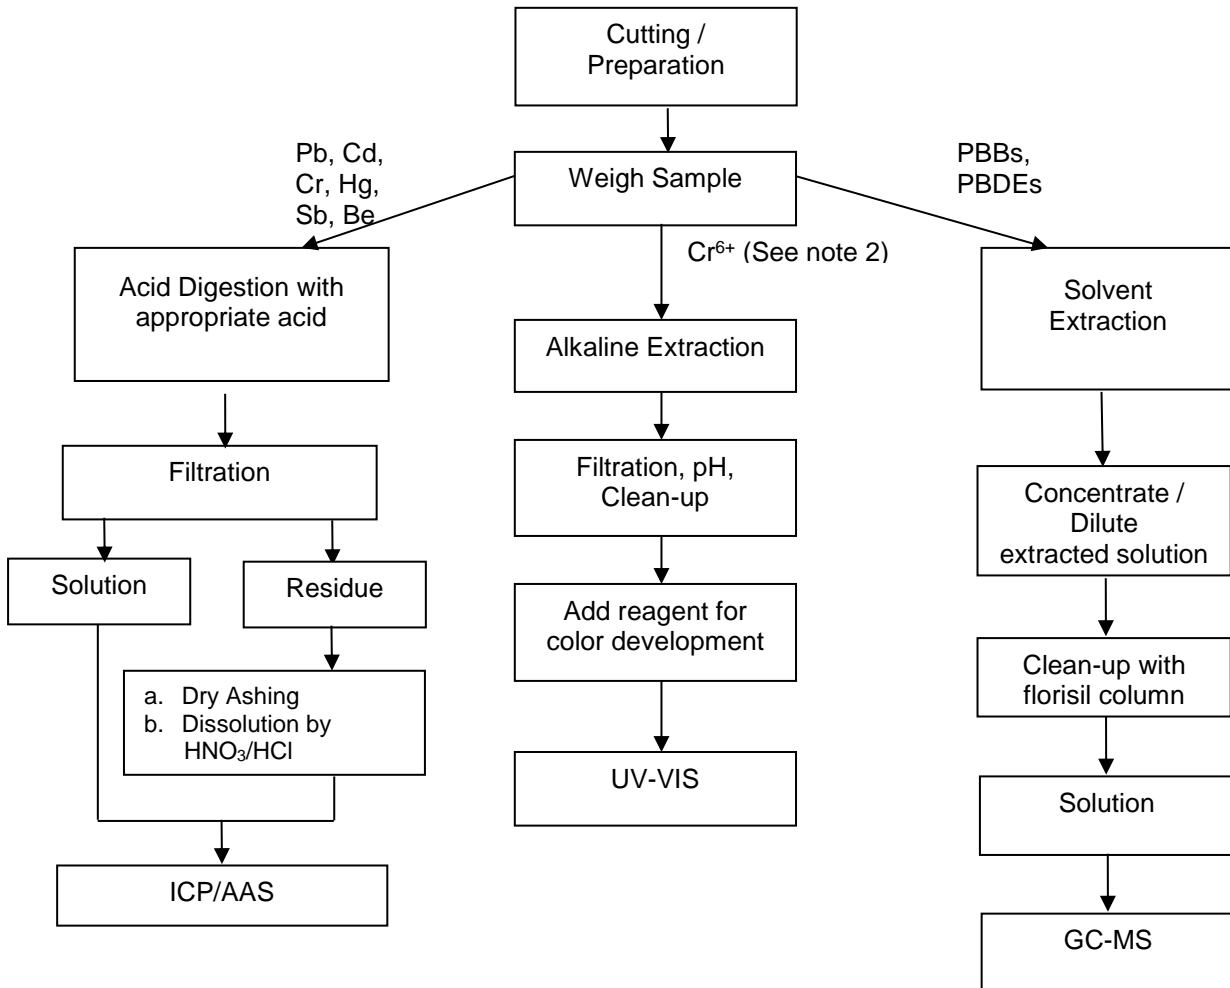 Cutting /
Preparation
Pb, Cd,
Cr, Hg,
Sb, Be
Weigh Sample
PBBs,
PBDEs
Cr⁶⁺ (See note 2)
Acid Digestion with
appropriate acid
Filtration
Solution
Residue
a. Dry Ashing
b. Dissolution by
HNO₃/HCl
ICP/AAS
Alkaline Extraction
Filtration, pH,
Clean-up
Add reagent for
color development
UV-VIS
Solvent
Extraction
Concentrate /
Dilute
extracted solution
Clean-up with
florisil column
Solution
GC-MS